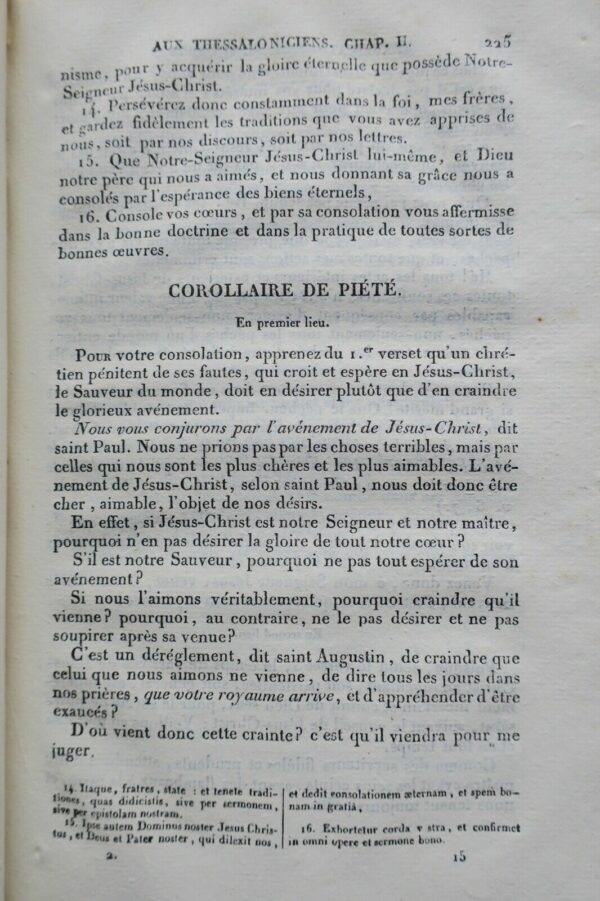 AUX THESSALONICIENS. CHAP. II. 225
nisme, pour y acquérir la gloire éternelle que possède Notre-
Seigneur Jésus-Christ.
14. Persévérez donc constamment dans la foi, mes frères,
et gardez fidèlement les traditions que vous avez apprises de
nous, soit par nos discours, soit par nos lettres.
15. Que Notre-Seigneur Jésus-Christ lui-même, et Dieu
notre père qui nous a aimés, et nous donnant sa grâce nous a
consolés par l'espérance des biens éternels,
16. Console vos cœurs, et par sa consolation vous affermisse
dans la bonne doctrine et dans la pratique de toutes sortes de
bonnes œuvres.
COROLLAIRE DE PIÉTÉ.
En premier lieu.
POUR votre consolation, apprenez du 1.er verset qu'un chré-
tien pénitent de ses fautes, qui croit et espère en Jésus-Christ,
le Sauveur du monde, doit en désirer plutôt que d'en craindre
le glorieux avénement.
Nous vous conjurons par l'avénement de Jésus-Christ, dit
saint Paul. Nous ne prions pas par les choses terribles, mais par
celles qui nous sont les plus chères et les plus aimables. L'avé-
nement de Jésus-Christ, selon saint Paul, nous doit donc être
cher, aimable, l'objet de nos désirs.
En effet, si Jésus-Christ est notre Seigneur et notre maître,
pourquoi n'en pas désirer la gloire de tout notre cœur?
S'il est notre Sauveur, pourquoi ne pas tout espérer de son
avénement?
Si nous l'aimons véritablement, pourquoi craindre qu'il
vienne? pourquoi, au contraire, ne le pas désirer et ne pas
soupirer après sa venue?
C'est un déréglement, dit saint Augustin, de craindre que
celui que nous aimons ne vienne, de dire tous les jours dans
nos prières, que votre royaume arrive, et d'appréhender d'être
exaucés?
D'où vient donc cette crainte? c'est qu'il viendra pour me
juger.
14. Itaque, fratres, state : et tenete tradi-
tiones, quas didicistis, sive per sermonem,
sive per epistolam nostram.
15. Ipse autem Dominus noster Jesus Chris-
tus, et Deus et Pater noster, qui dilexit nos,
et dedit consolationem æternam, et spem bo-
nam in gratiâ,
16. Exhortetur corda v stra, et confirmet
in omni opere et sermone bono.
2. 15